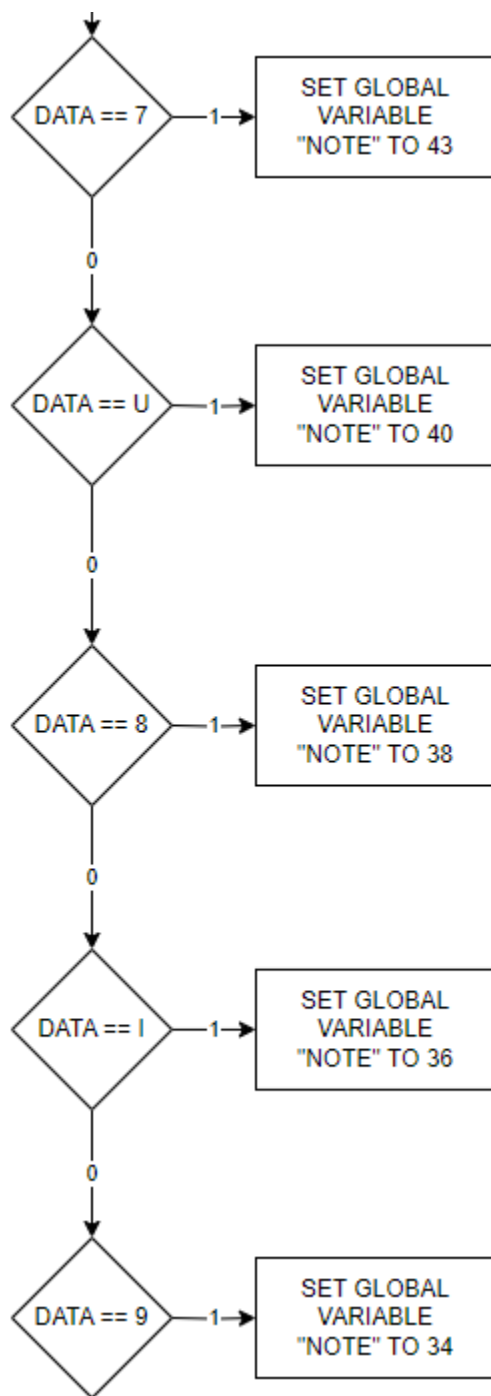 DATA == 7
1
SET GLOBAL
VARIABLE
"NOTE" TO 43
0
DATA == U
1
SET GLOBAL
VARIABLE
"NOTE" TO 40
0
DATA == 8
1
SET GLOBAL
VARIABLE
"NOTE" TO 38
0
DATA == I
1
SET GLOBAL
VARIABLE
"NOTE" TO 36
0
DATA == 9
1
SET GLOBAL
VARIABLE
"NOTE" TO 34